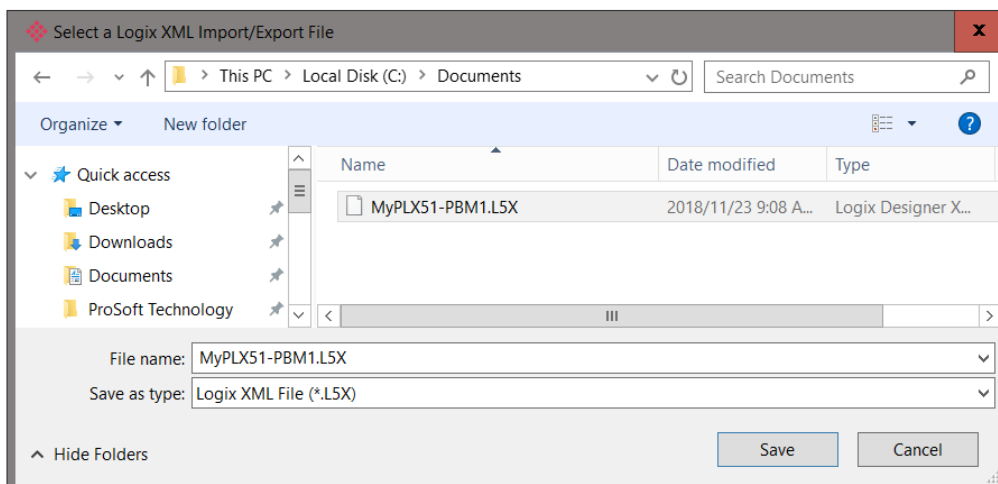 Select a Logix XML Import/Export File
x
This PC > Local Disk (C:) > Documents
Search Documents
Organize
New folder
?
Quick access
Desktop
Downloads
Documents
ProSoft Technology
Name
Date modified
Type
MyPLX51-PBM1.L5X
2018/11/23 9:08 A...
Logix Designer X...
File name: MyPLX51-PBM1.L5X
Save as type: Logix XML File (*.L5X)
Hide Folders
Save
Cancel